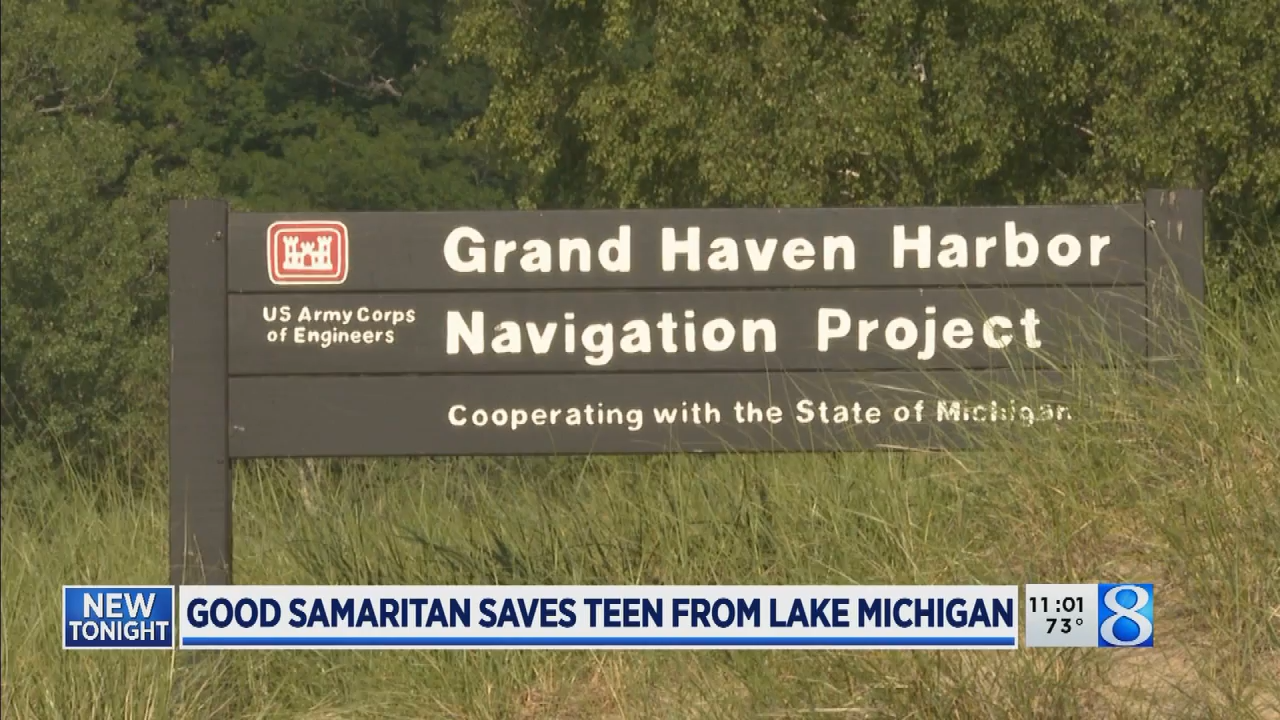 Grand Haven Harbor
US Army Corps
of Engineers
Navigation Project
Cooperating with the State of Michigan
NEW
TONIGHT
GOOD SAMARITAN SAVES TEEN FROM LAKE MICHIGAN
11:01
73°
8